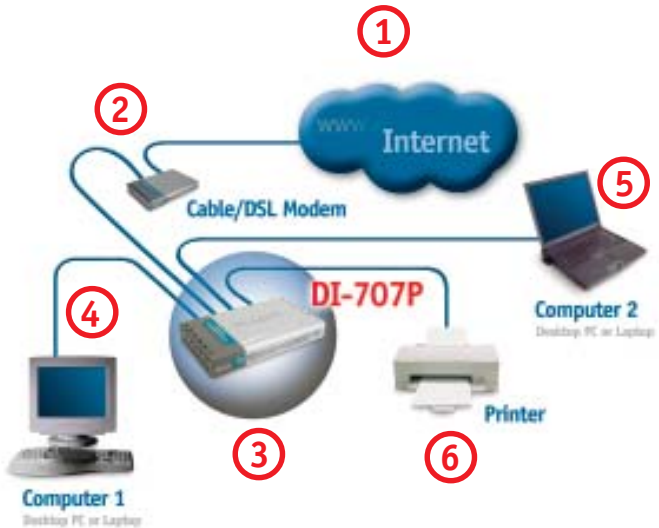 1
2
www
Internet
5
Cable/DSL Modem
DI-707P
4
Computer 2
Desktop PC or Laptop
Printer
3
6
Computer 1
Desktop PC or Laptop